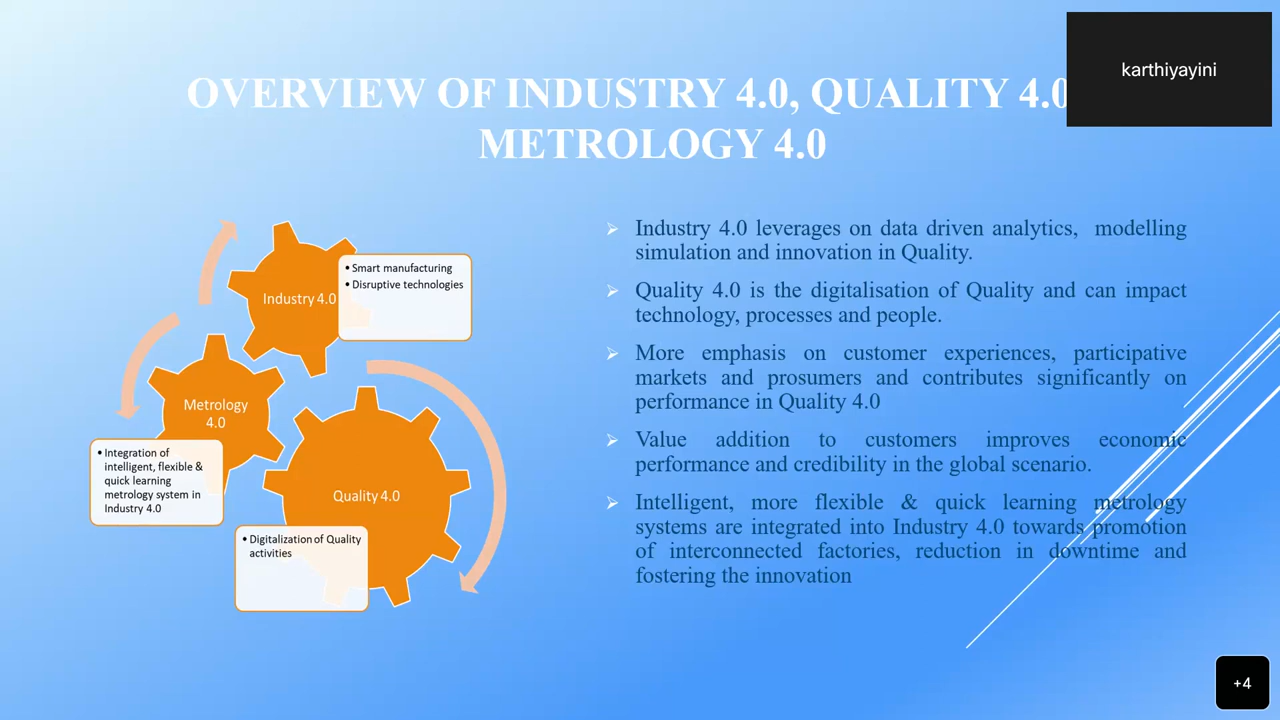 karthiyayini
OVERVIEW OF INDUSTRY 4.0, QUALITY 4.0
METROLOGY 4.0
Industry 4.0
• Smart manufacturing
• Disruptive technologies
Metrology
4.0
• Integration of
intelligent, flexible &
quick learning
metrology system in
Industry 4.0
Quality 4.0
• Digitalization of Quality
activities
Industry 4.0 leverages on data driven analytics, modelling
simulation and innovation in Quality.
Quality 4.0 is the digitalisation of Quality and can impact
technology, processes and people.
More emphasis on customer experiences, participative
markets and prosumers and contributes significantly on
performance in Quality 4.0
Value addition to customers improves economic
performance and credibility in the global scenario.
Intelligent, more flexible & quick learning metrology
systems are integrated into Industry 4.0 towards promotion
of interconnected factories, reduction in downtime and
fostering the innovation
+4